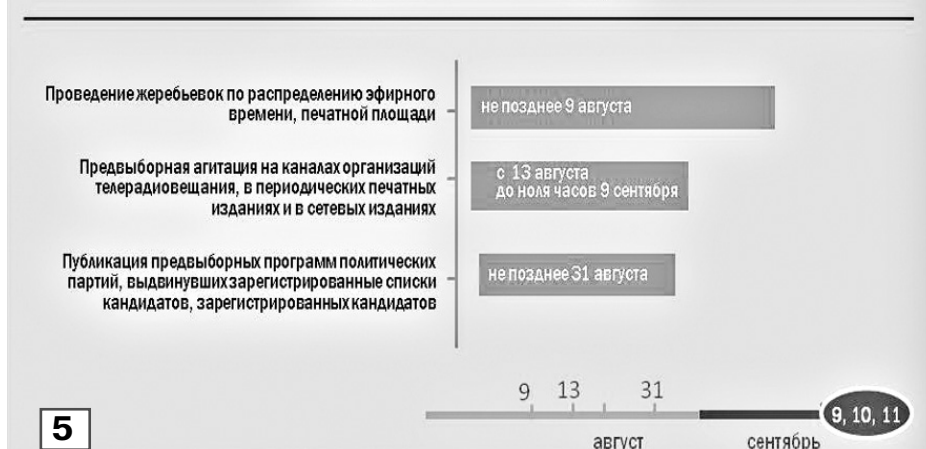 Проведение жеребьевок по распределению эфирного
времени, печатной площади
не позднее 9 августа
Предвыборная агитация на каналах организаций
телерадиовещания, в периодических печатных
изданиях и в сетевых изданиях
с 13 августа
до ноля часов 9 сентября
Публикация предвыборных программ политических
партий, выдвинувших зарегистрированные списки
кандидатов, зарегистрированных кандидатов
не позднее 31 августа
9 13 31
9, 10, 11
август сентябрь
5